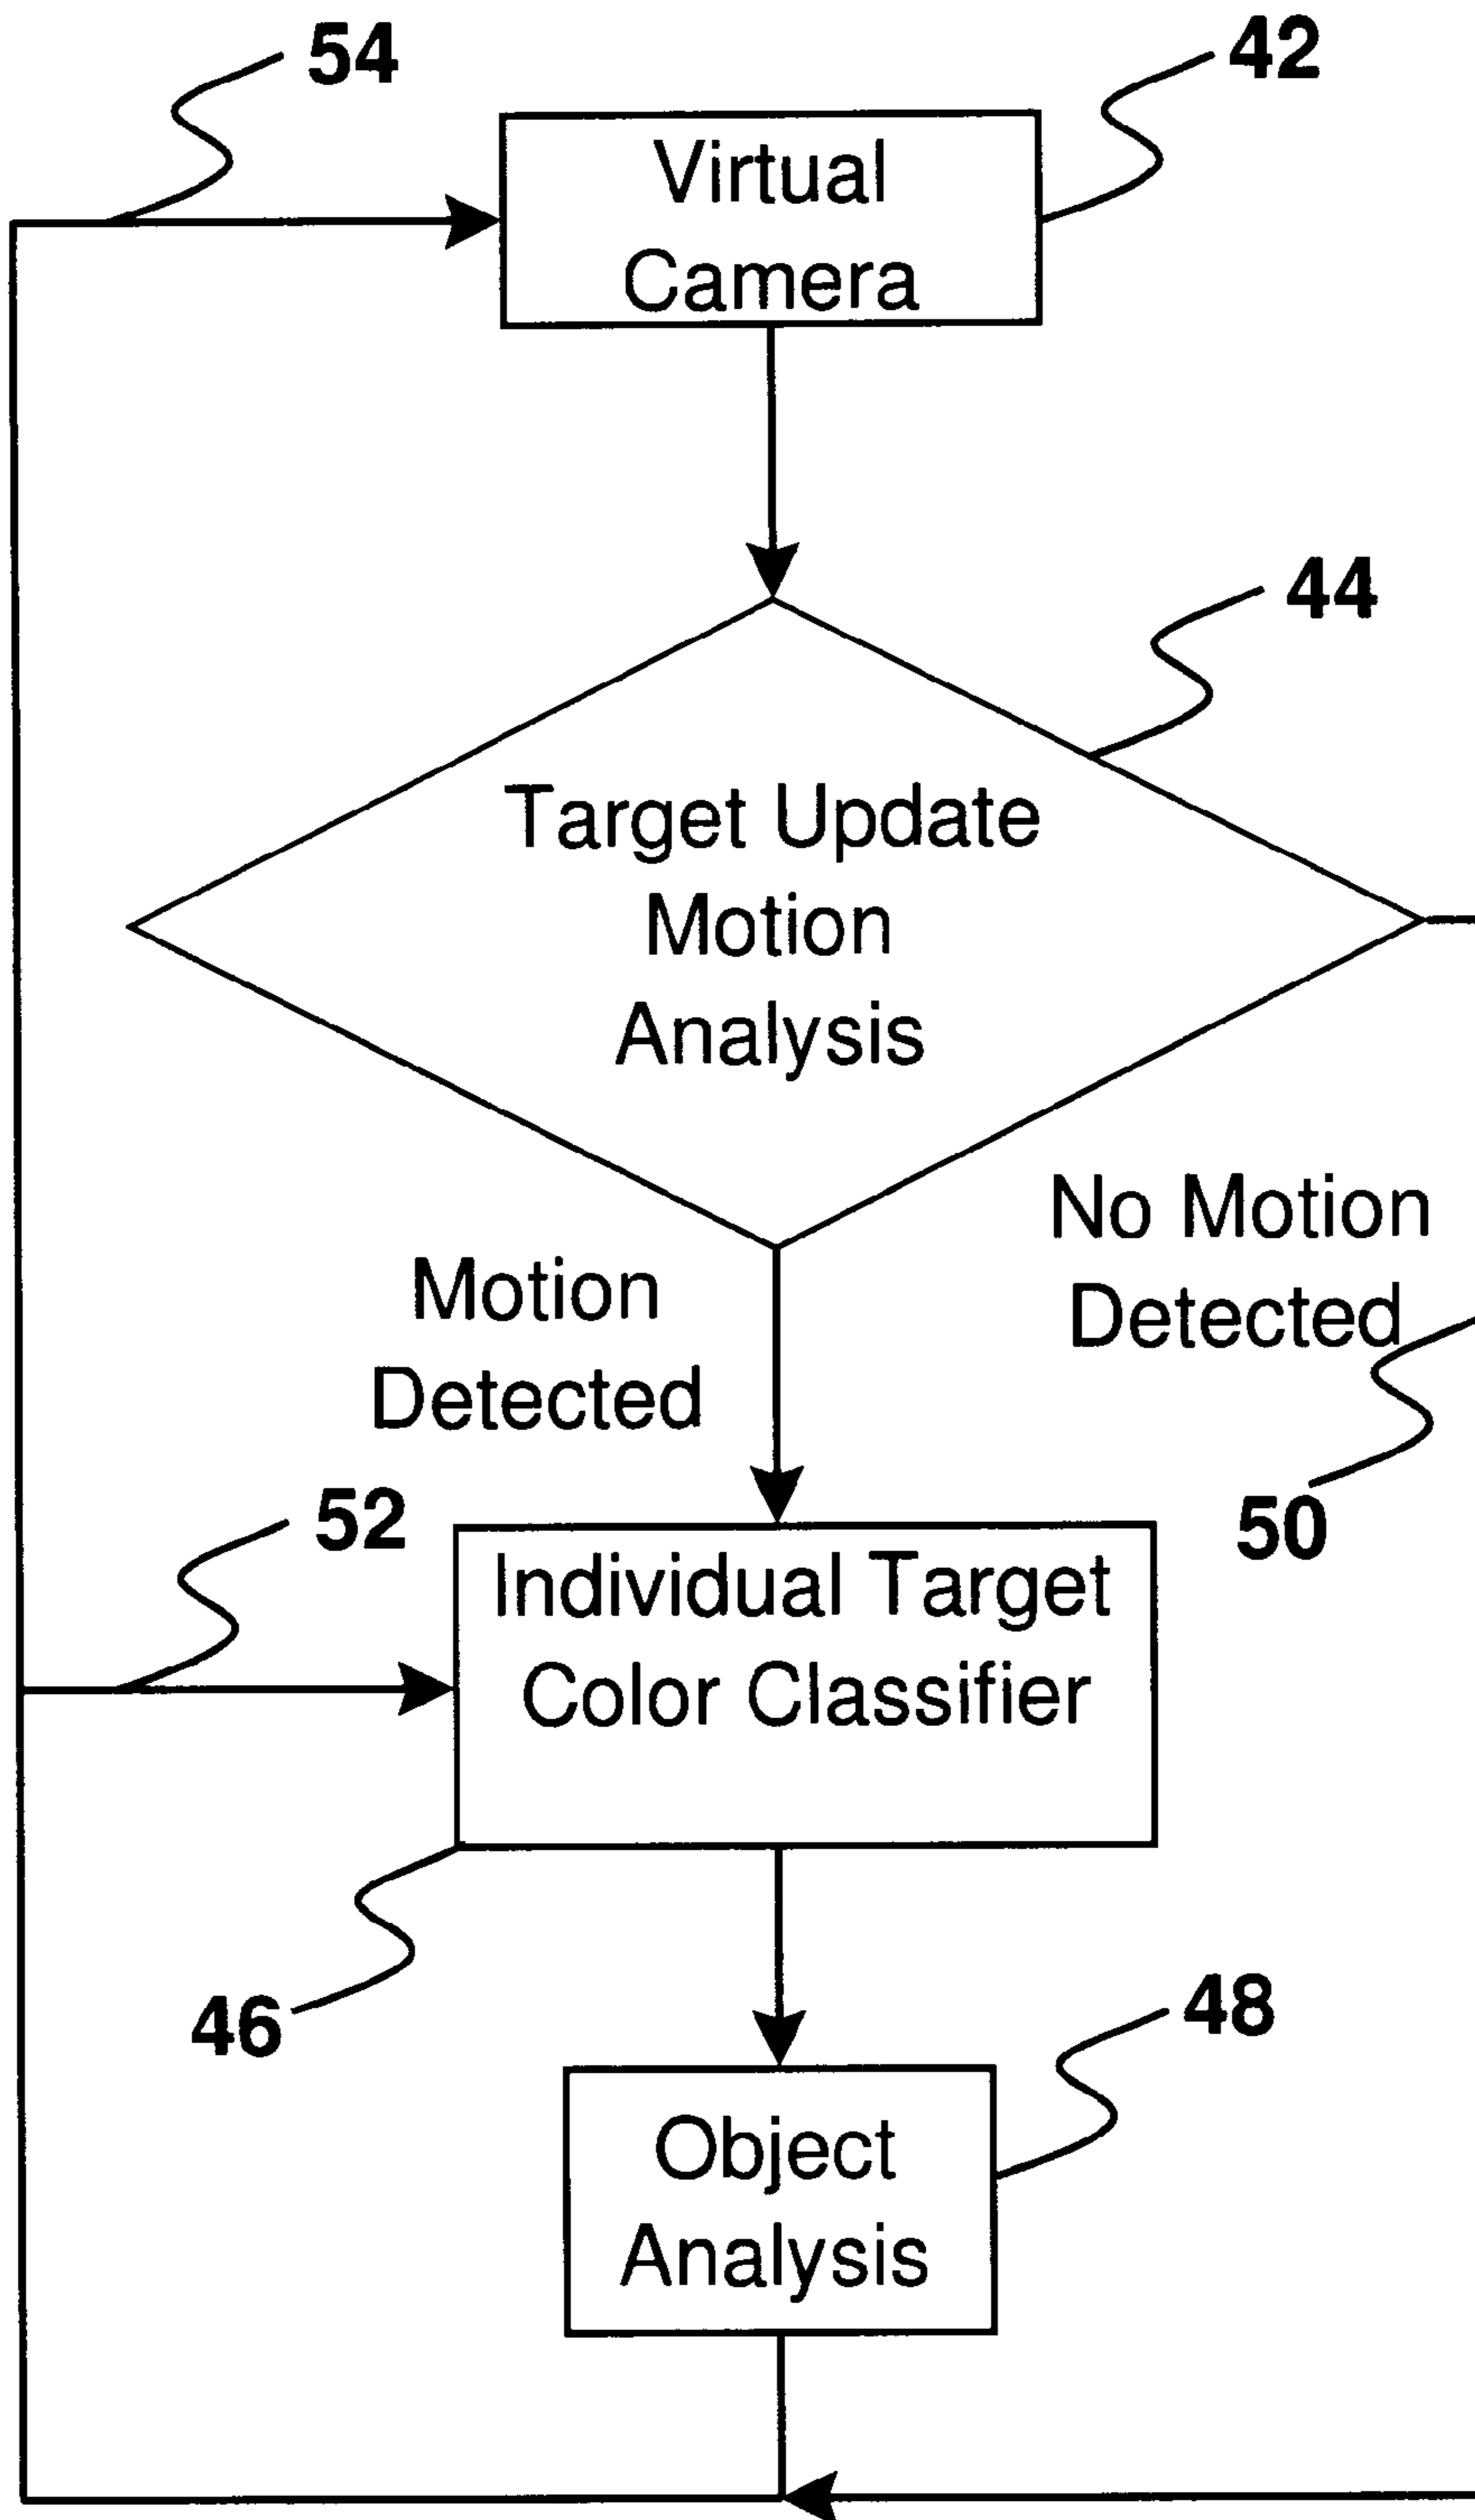 54
42
Virtual
Camera
44
Target Update
Motion
Analysis
No Motion
Detected
Motion
Detected
52
50
Individual Target
Color Classifier
46
48
Object
Analysis